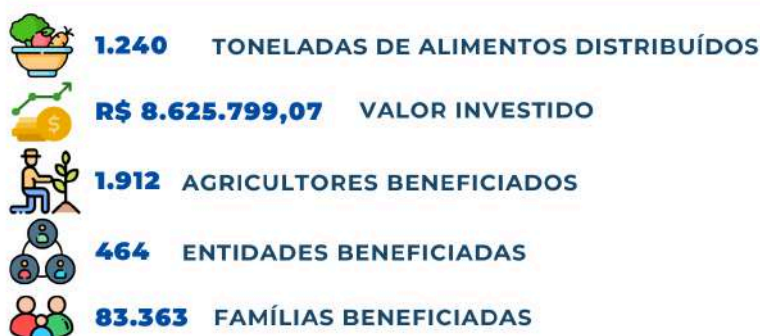 1.240 TONELADAS DE ALIMENTOS DISTRIBUÍDOS
R$ 8.625.799,07 VALOR INVESTIDO
1.912 AGRICULTORES BENEFICIADOS
464 ENTIDADES BENEFICIADAS
83.363 FAMÍLIAS BENEFICIADAS